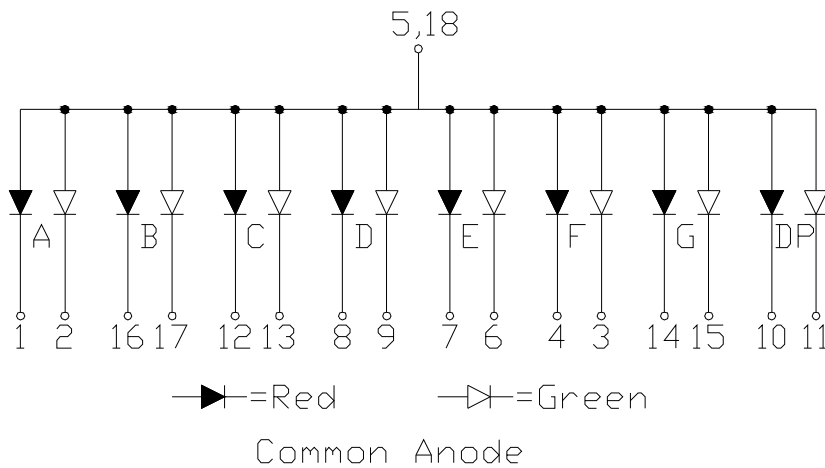 5,18
A B C D E F G DP
1 2 16 17 12 13 8 9 7 6 4 3 14 15 10 11
=Red =Green
Common Anode